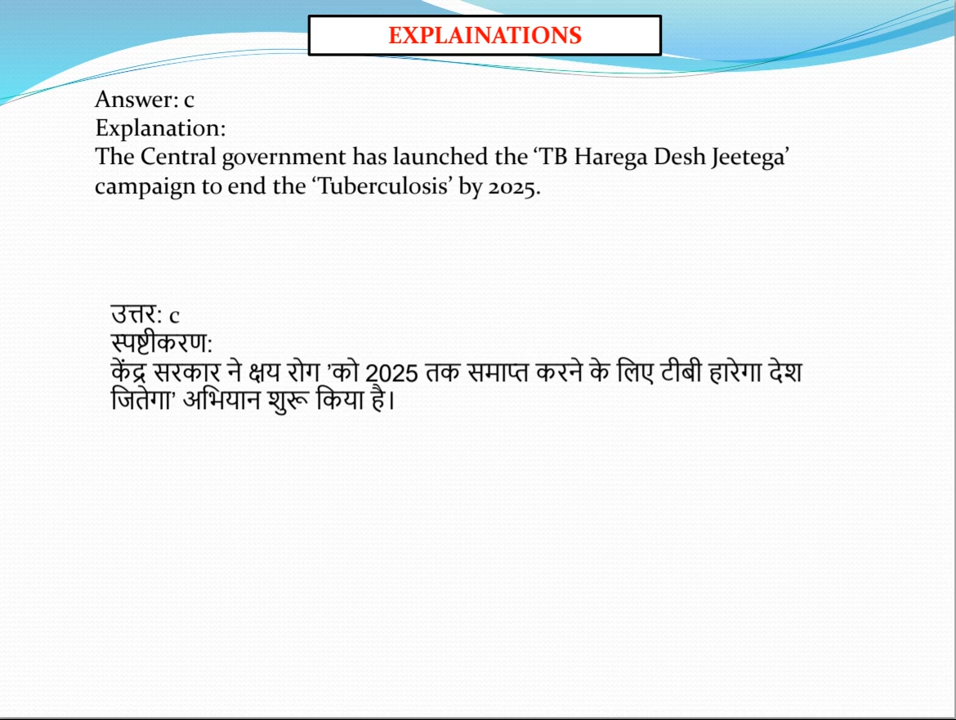 EXPLAINATIONS
Answer: c
Explanation:
The Central government has launched the ‘TB Harega Desh Jeetega’
campaign to end the ‘Tuberculosis’ by 2025.
उत्तर: c
स्पष्टीकरण:
केंद्र सरकार ने क्षय रोग ’को 2025 तक समाप्त करने के लिए टीबी हारेगा देश
जितेगा’ अभियान शुरू किया है।